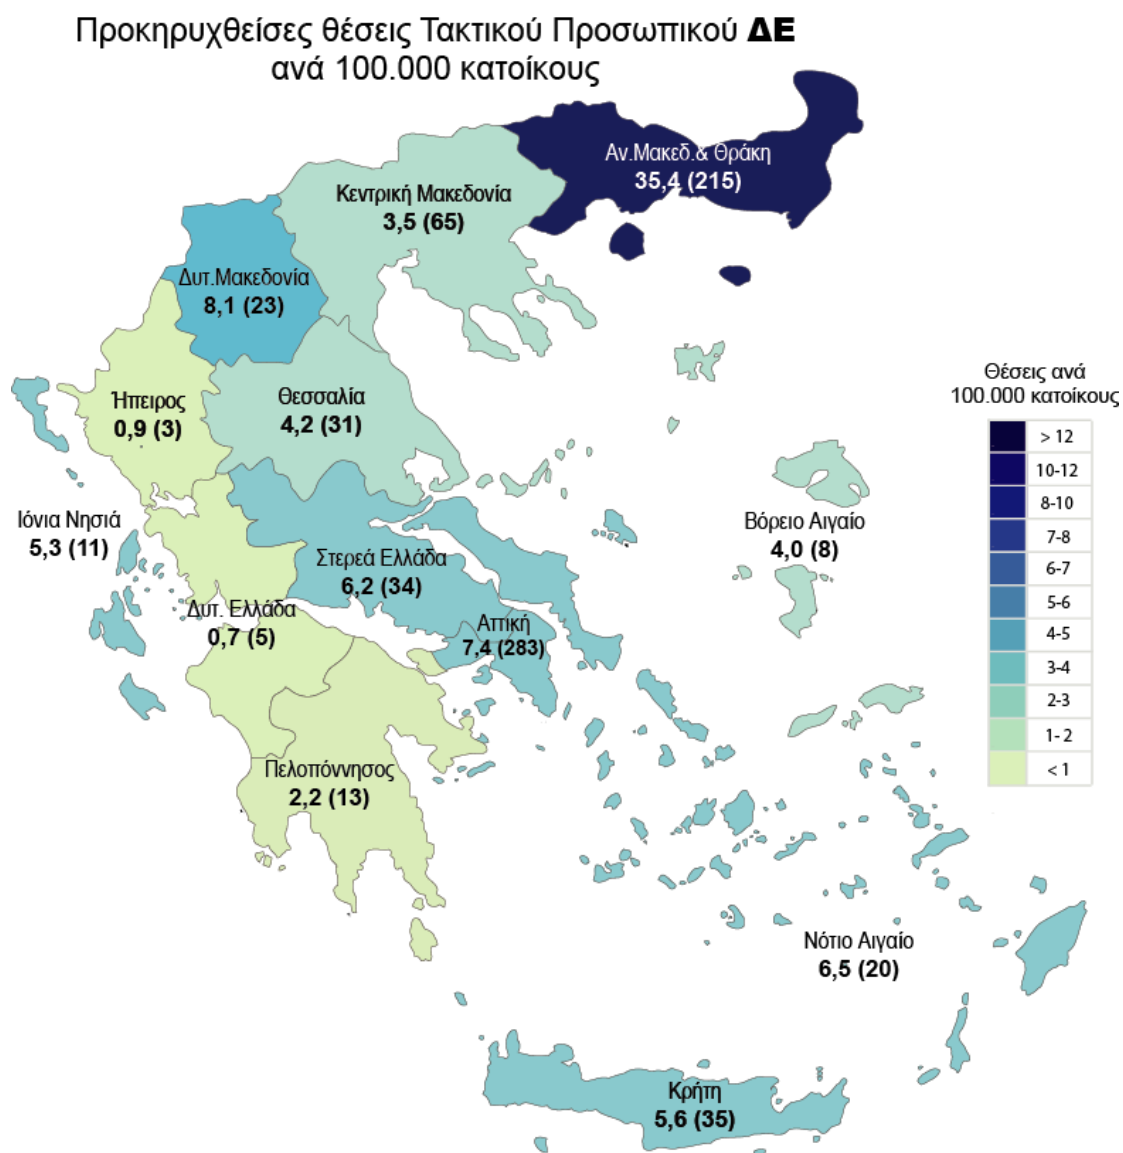 Προκηρυχθείσες θέσεις Τακτικού Προσωπικού ΔΕ
ανά 100.000 κατοίκους
Αν.Μακεδ.& Θράκη
35,4 (215)
Κεντρική Μακεδονία
3,5 (65)
Δυτ.Μακεδονία
8,1 (23)
Ήπειρος
0,9 (3)
Θεσσαλία
4,2 (31)
Ιόνια Νησιά
5,3 (11)
Στερεά Ελλάδα
6,2 (34)
Βόρειο Αιγαίο
4,0 (8)
Δυτ. Ελλάδα
0,7 (5)
Αττική
7,4 (283)
Πελοπόννησος
2,2 (13)
Νότιο Αιγαίο
6,5 (20)
Κρήτη
5,6 (35)
Θέσεις ανά
100.000 κατοίκους
> 12
10-12
8-10
7-8
6-7
5-6
4-5
3-4
2-3
1- 2
< 1